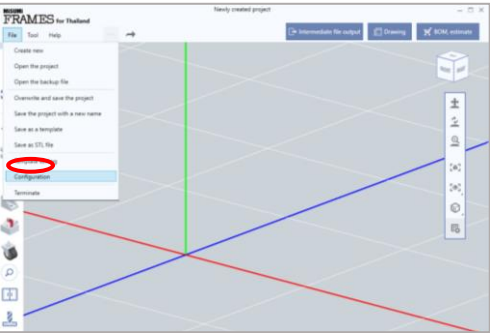 Newly created project
FRAMES for Thailand
File Tool Help
Intermediate file output
Drawing
BOM, estimate
Create new
Open the project
Open the backup file
Overwrite and save the project
Save the project with a new name
Save as a template
Save as STL file
Configuration
Terminate